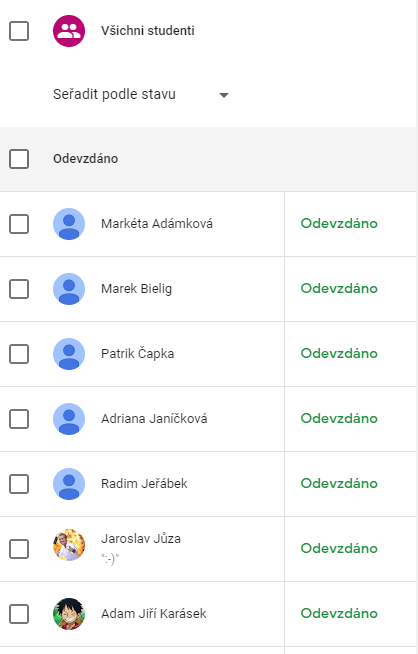 Všichni studenti
Seřadit podle stavu
Odevzdáno
Markéta Adámková
Odevzdáno
Marek Bielig
Odevzdáno
Patrik Čapka
Odevzdáno
Adriana Janíčková
Odevzdáno
Radim Jeřábek
Odevzdáno
Jaroslav Jůza
":-)"
Odevzdáno
Adam Jiří Karásek
Odevzdáno